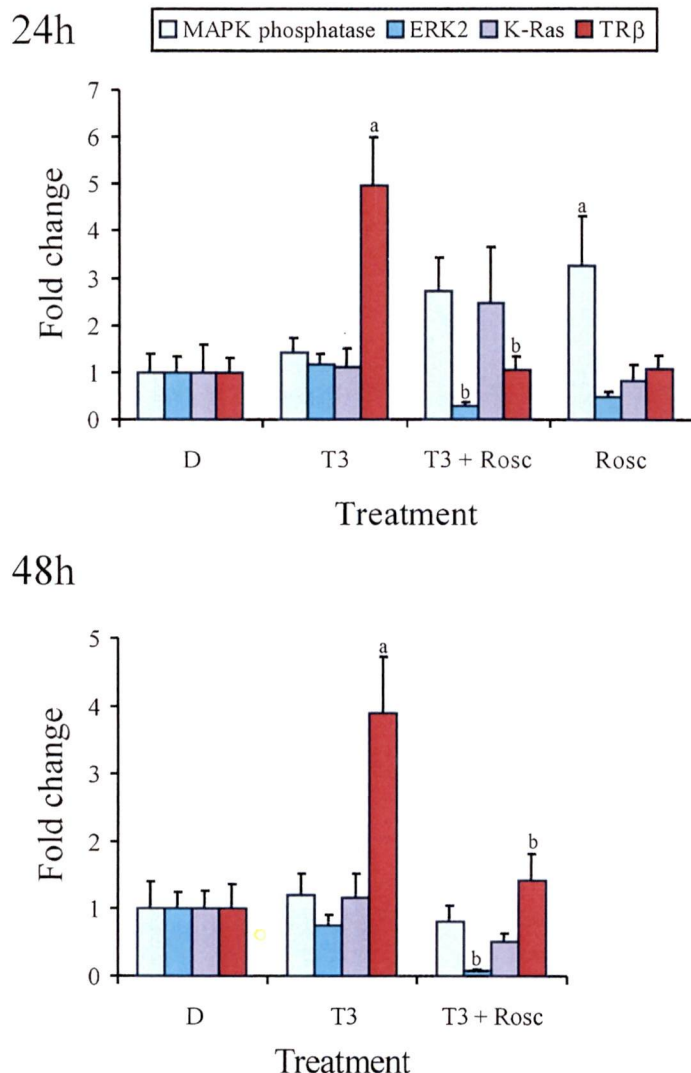 24h
MAPK phosphatase ERK2 K-Ras TRβ
7
6
5
4
3
2
1
0
Fold change
a
b
b
a
D T3 T3 + Rosc Rosc
Treatment
48h
5
4
3
2
1
0
Fold change
a
b
b
D T3 T3 + Rosc
Treatment